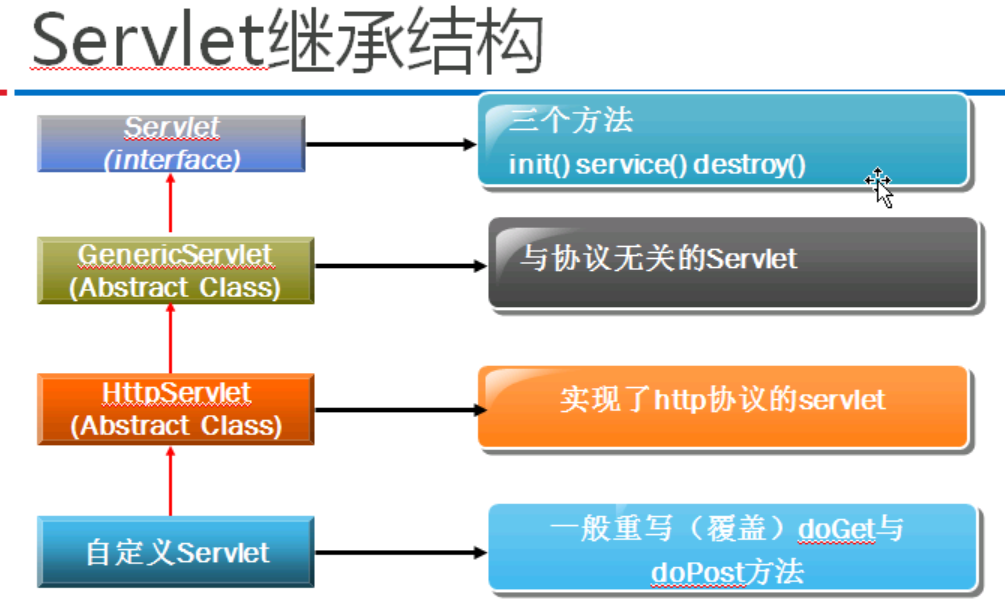 Servlet继承结构
Servlet
(interface)
三个方法
init() service() destroy()
GenericServlet
(Abstract Class)
与协议无关的Servlet
HttpServlet
(Abstract Class)
实现了http协议的servlet
自定义Servlet
一般重写（覆盖）doGet与
doPost方法